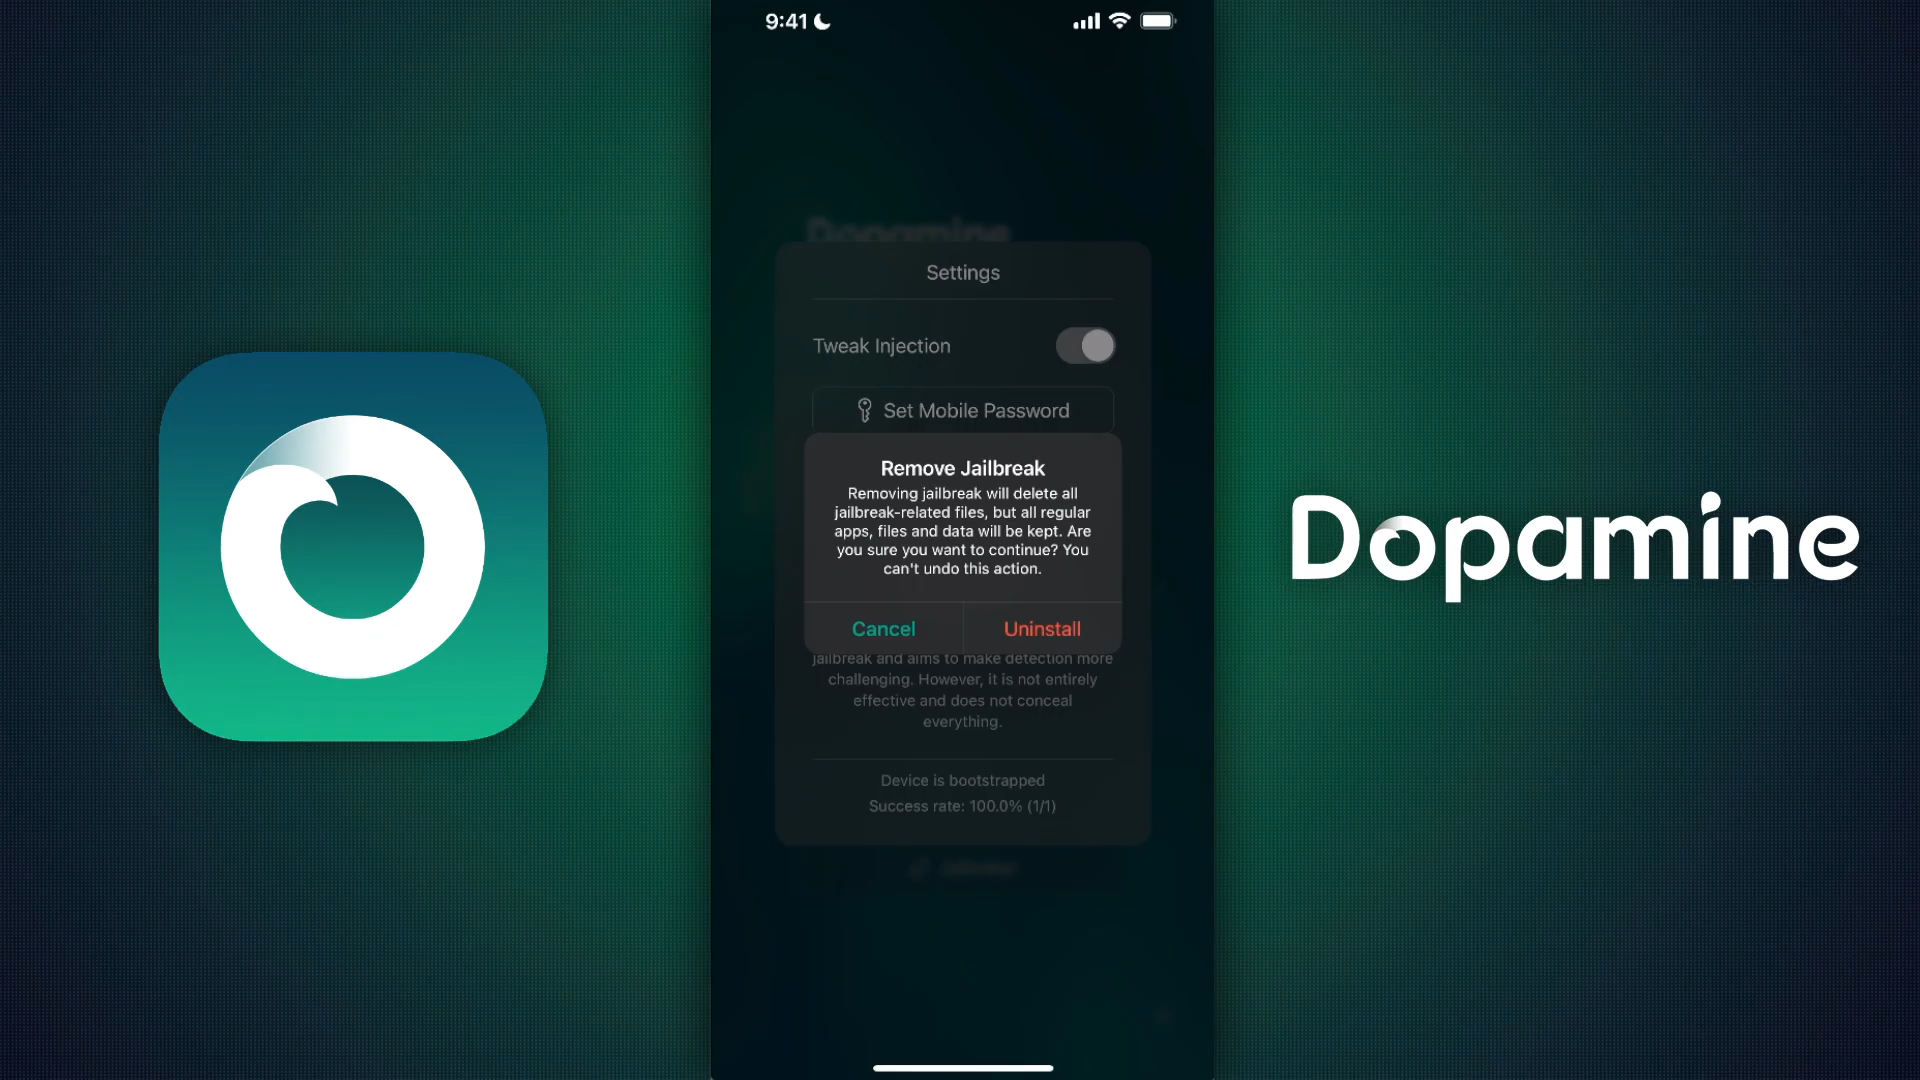 9:41
Dopamine
Settings
Tweak Injection
Set Mobile Password
Remove Jailbreak
Removing jailbreak will delete all
jailbreak-related files, but all regular
apps, files and data will be kept. Are
you sure you want to continue? You
can't undo this action.
Cancel
Uninstall
jailbreak and aims to make detection more
challenging. However, it is not entirely
effective and does not conceal
everything.
Device is bootstrapped
Success rate: 100.0% (1/1)
Dopamine